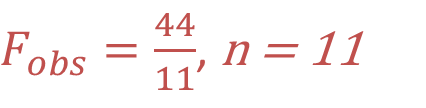 F_obs = 44/11, n = 11